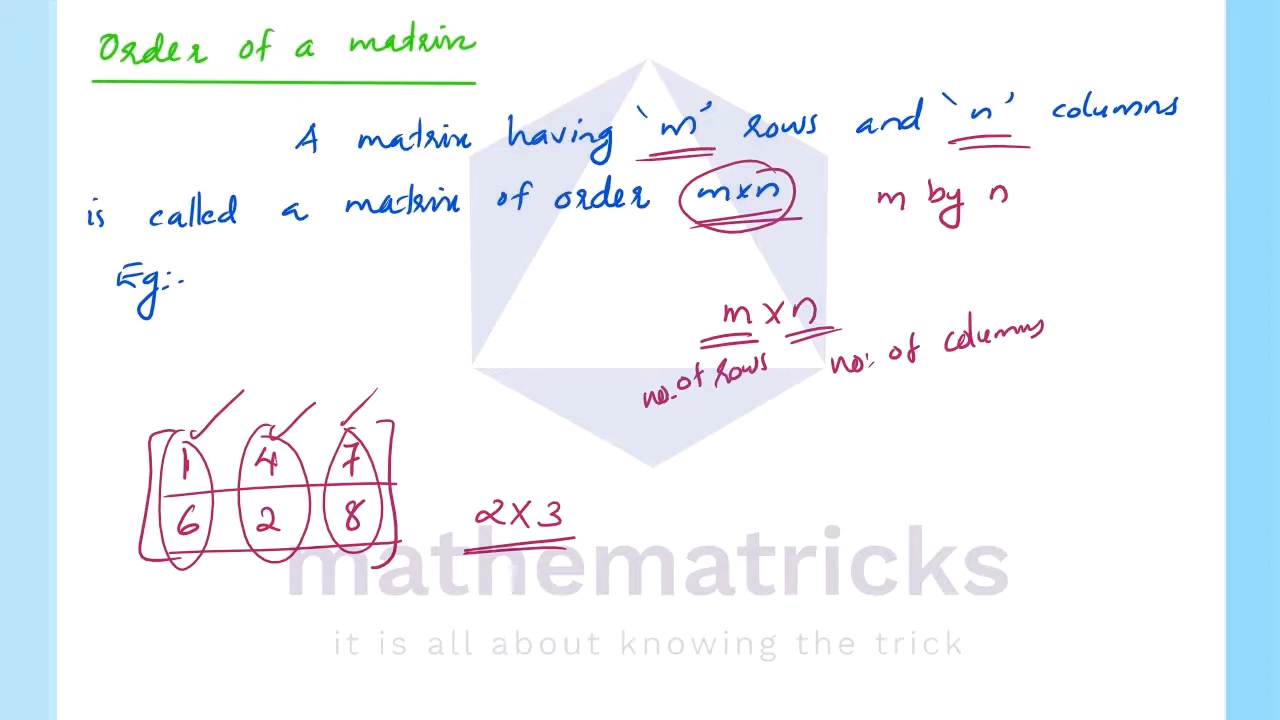 Order of a matrix
A matrix having 'm' rows and 'n' columns
is called a matrix of order m×n m by n
Eg:-
m × n
no. of rows no: of columns
1 4 7
6 2 8
2×3
mathematricks
it is all about knowing the trick